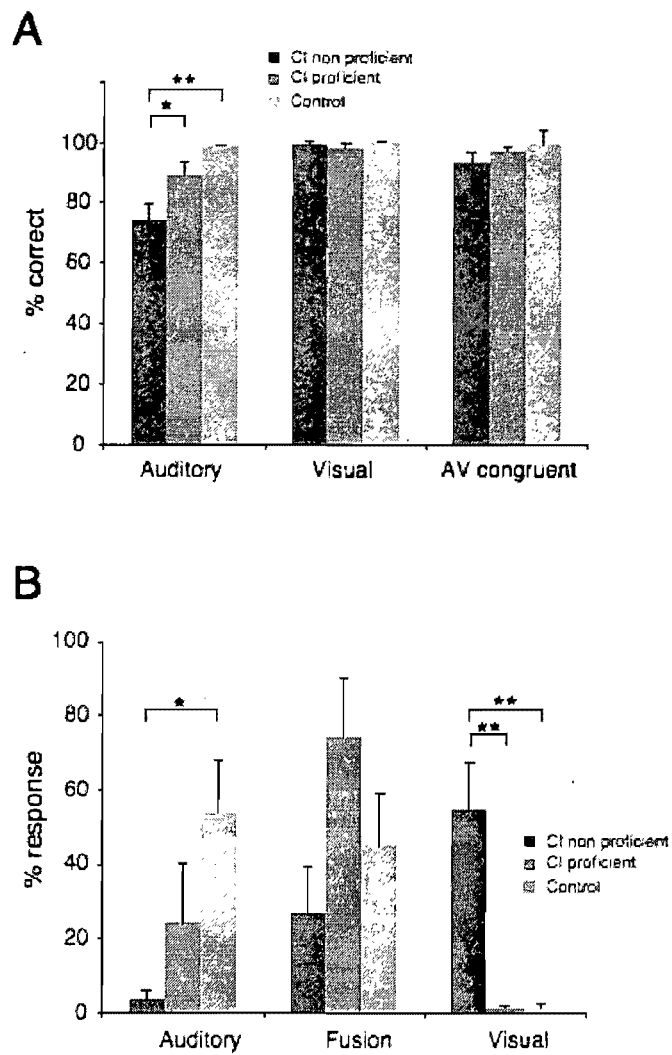 A
CI non proficient
CI proficient
Control
**
*
% correct
100
80
60
40
20
0
Auditory Visual AV congruent
B
% response
100
80
60
40
20
0
*
**
**
CI non proficient
CI proficient
Control
Auditory Fusion Visual